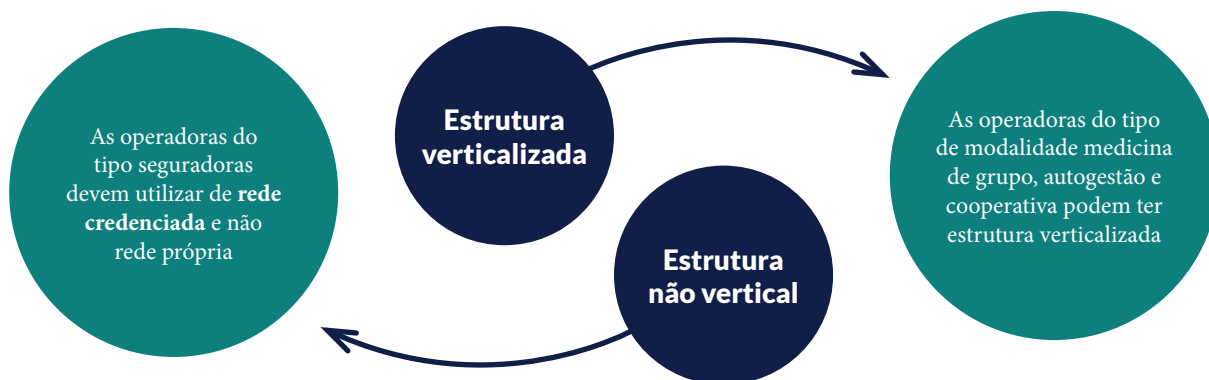 As operadoras do
tipo seguradoras
devem utilizar de rede
credenciada e não
rede própria
Estrutura
verticalizada
Estrutura
não vertical
As operadoras do tipo
de modalidade medicina
de grupo, autogestão e
cooperativa podem ter
estrutura verticalizada